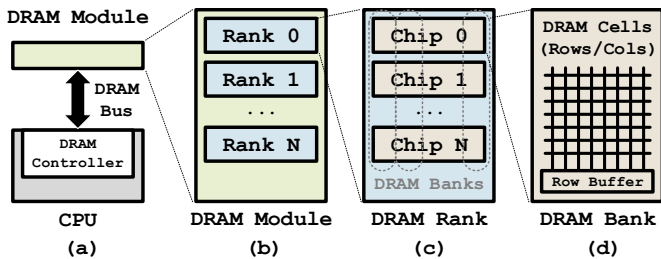 DRAM Module
DRAM
Bus
DRAM
Controller
CPU
(a)
Rank 0
Rank 1
...
Rank N
DRAM Module
(b)
Chip 0
Chip 1
...
Chip N
DRAM Banks
DRAM Rank
(c)
DRAM Cells
(Rows/Cols)
Row Buffer
DRAM Bank
(d)